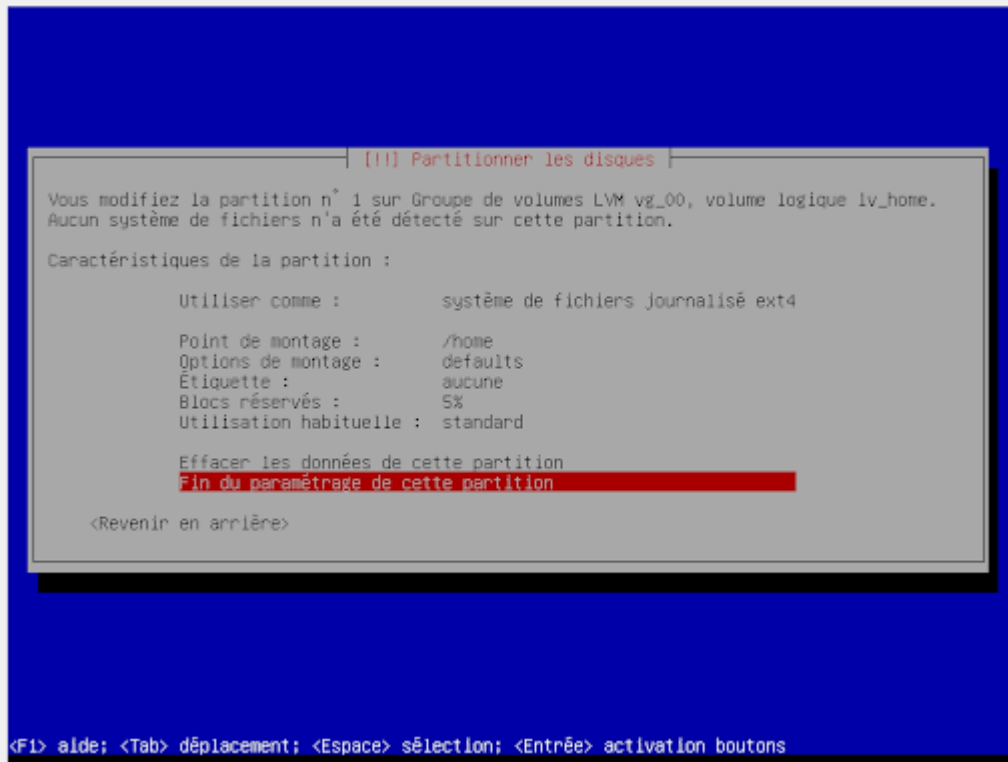 [!!] Partitionner les disques
Vous modifiez la partition n° 1 sur Groupe de volumes LVM vg_00, volume logique lv_home.
Aucun système de fichiers n'a été détecté sur cette partition.
Caractéristiques de la partition :
Utiliser comme : système de fichiers journalisé ext4
Point de montage : /home
Options de montage : defaults
Étiquette : aucune
Blocs réservés : 5%
Utilisation habituelle : standard
Effacer les données de cette partition
Fin du paramétrage de cette partition
<Revenir en arrière>
<F1> aide; <Tab> déplacement; <Espace> sélection; <Entrée> activation boutons